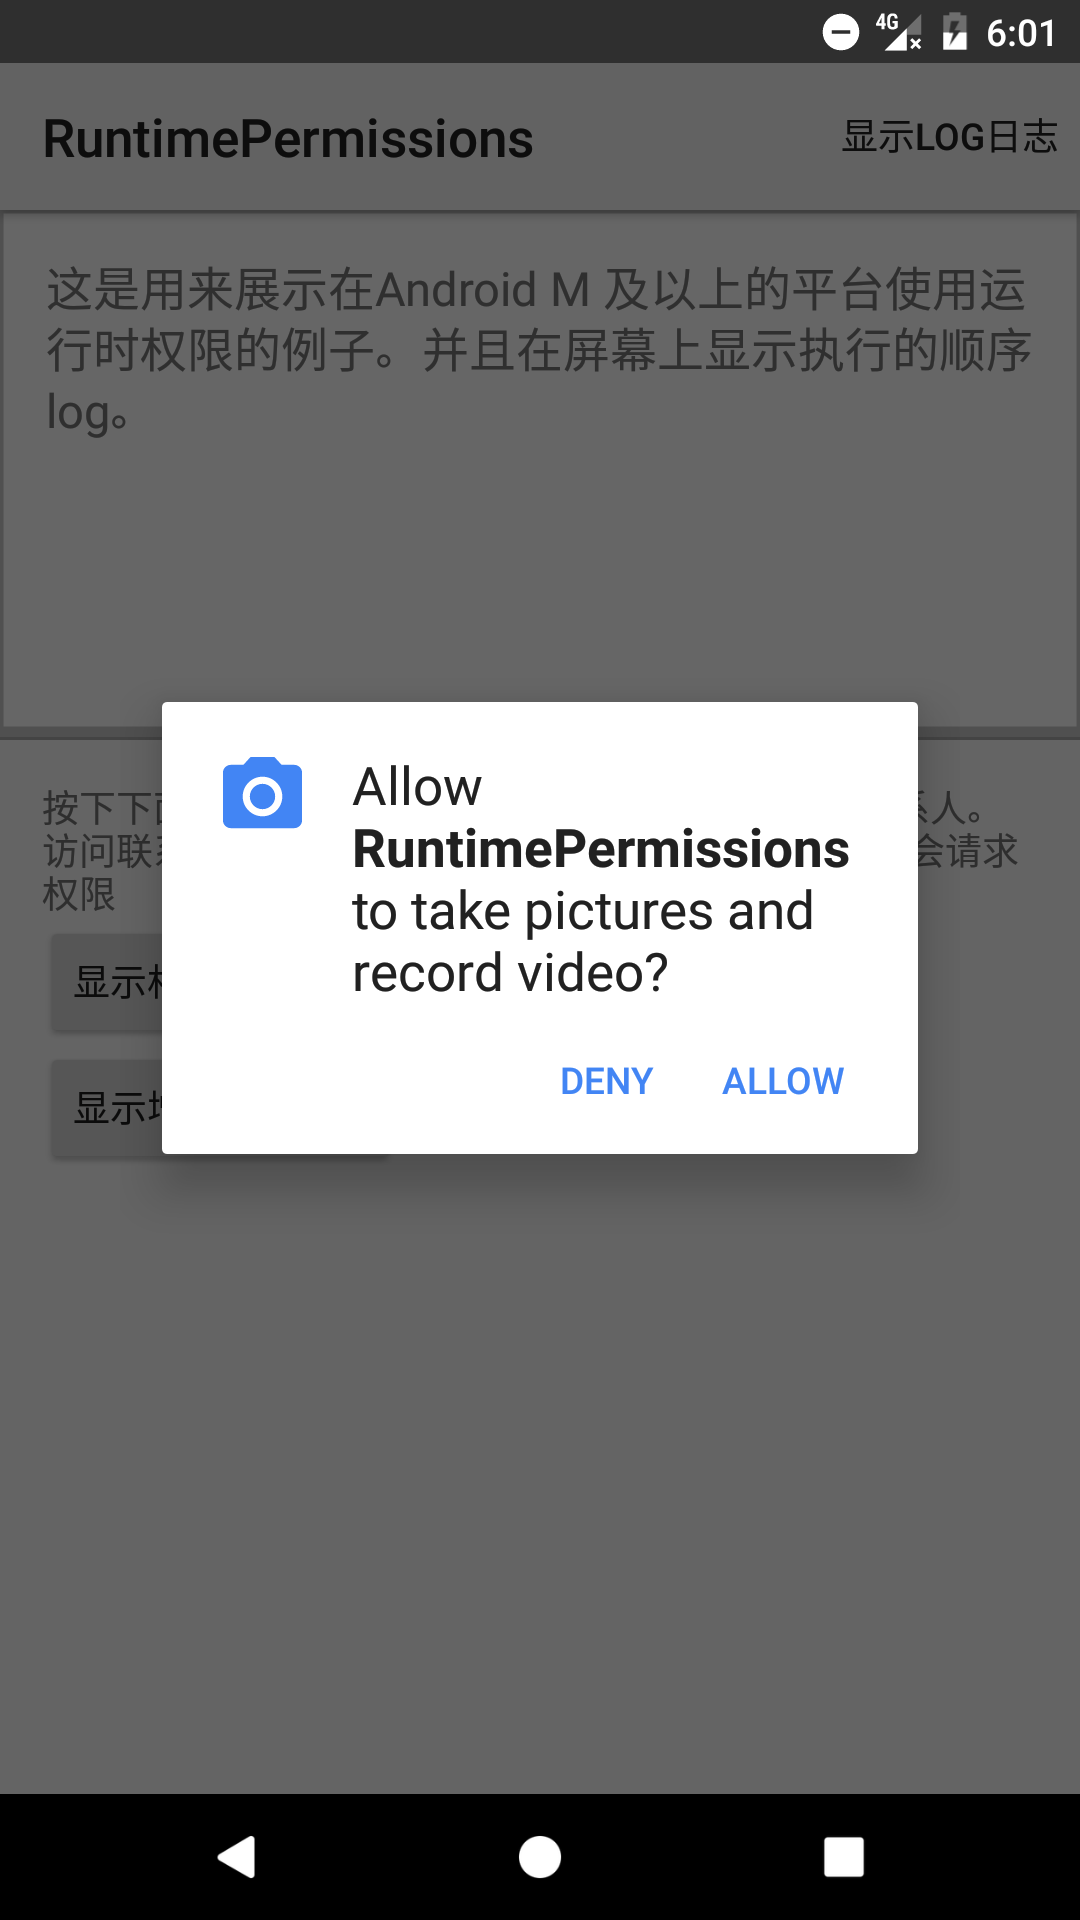 4G 6:01
RuntimePermissions 显示LOG日志
这是用来展示在Android M 及以上的平台使用运
行时权限的例子。并且在屏幕上显示执行的顺序
log。
Allow
RuntimePermissions
to take pictures and
record video?
DENY ALLOW
按下下 人。
访问联 会请求
权限
显示
显示